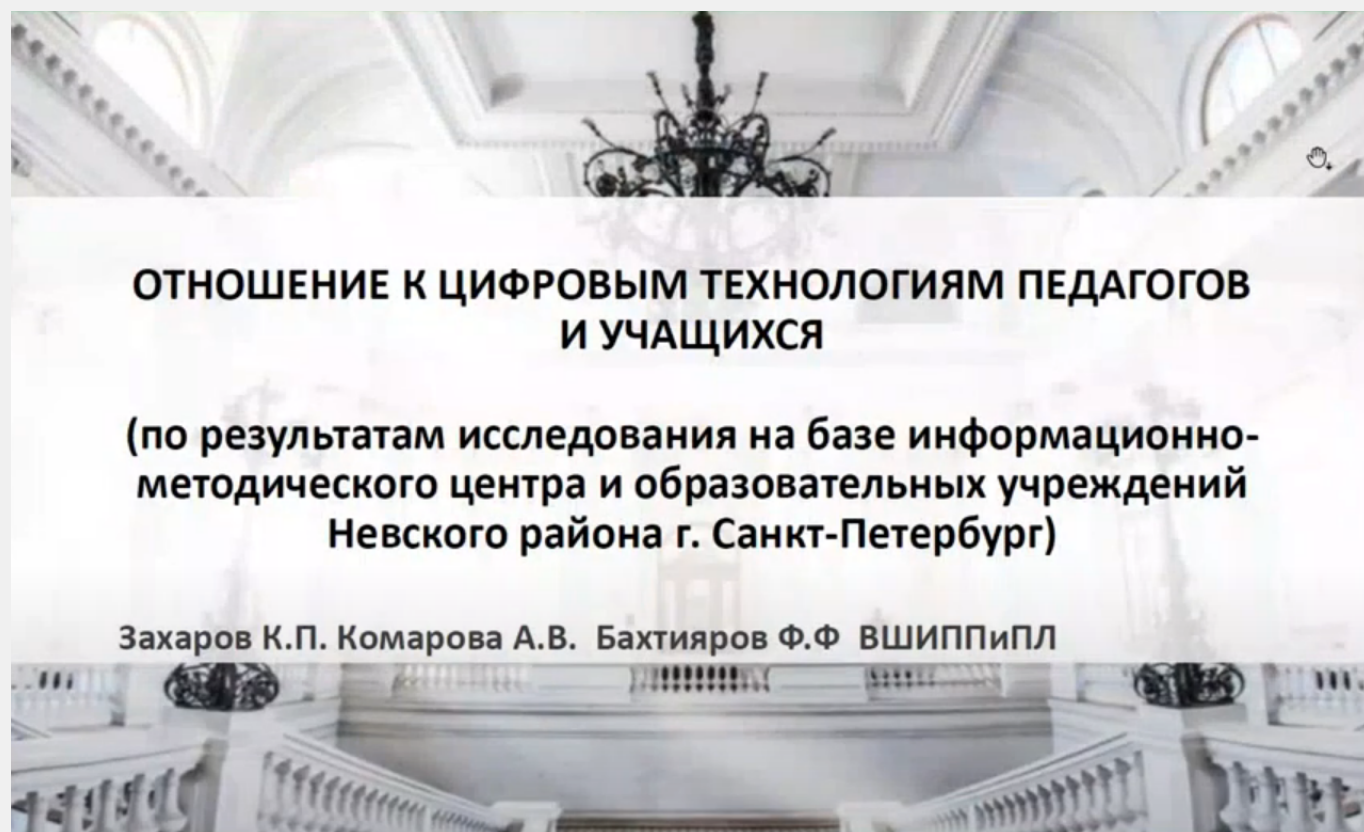 ОТНОШЕНИЕ К ЦИФРОВЫМ ТЕХНОЛОГИЯМ ПЕДАГОГОВ
И УЧАЩИХСЯ
(по результатам исследования на базе информационно-
методического центра и образовательных учреждений
Невского района г. Санкт-Петербург)
Захаров К.П. Комарова А.В. Бахтияров Ф.Ф ВШИППиПЛ